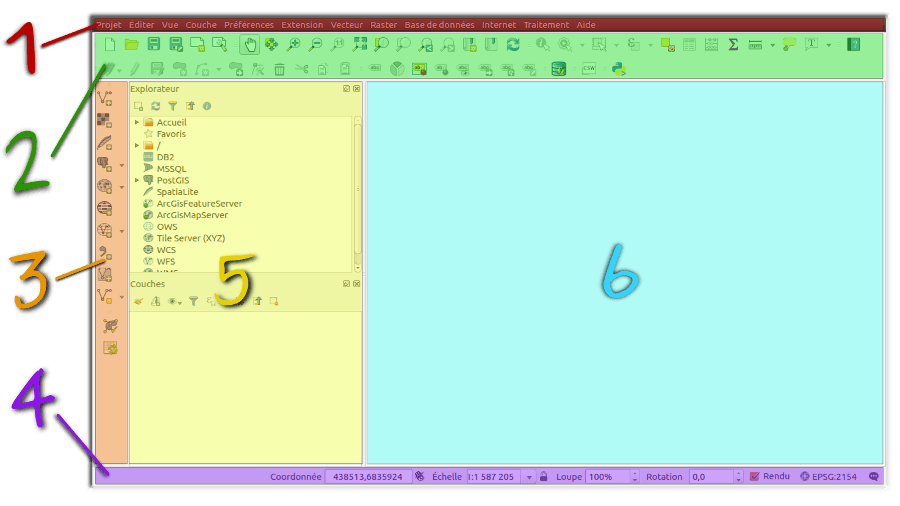 Projet Éditer Vue Couche Préférences Extension Vecteur Raster Base de données Internet Traitement Aide
1
2
3
4
5
6
Explorateur
Accueil
Favoris
/
DB2
MSSQL
PostGIS
SpatiaLite
ArcGisFeatureServer
ArcGisMapServer
OWS
Tile Server (XYZ)
WCS
WFS
WMS
Couches
Coordonnée 438513,6835924 Échelle 1:1 587 205 Loupe 100% Rotation 0,0 Rendu EPSG:2154